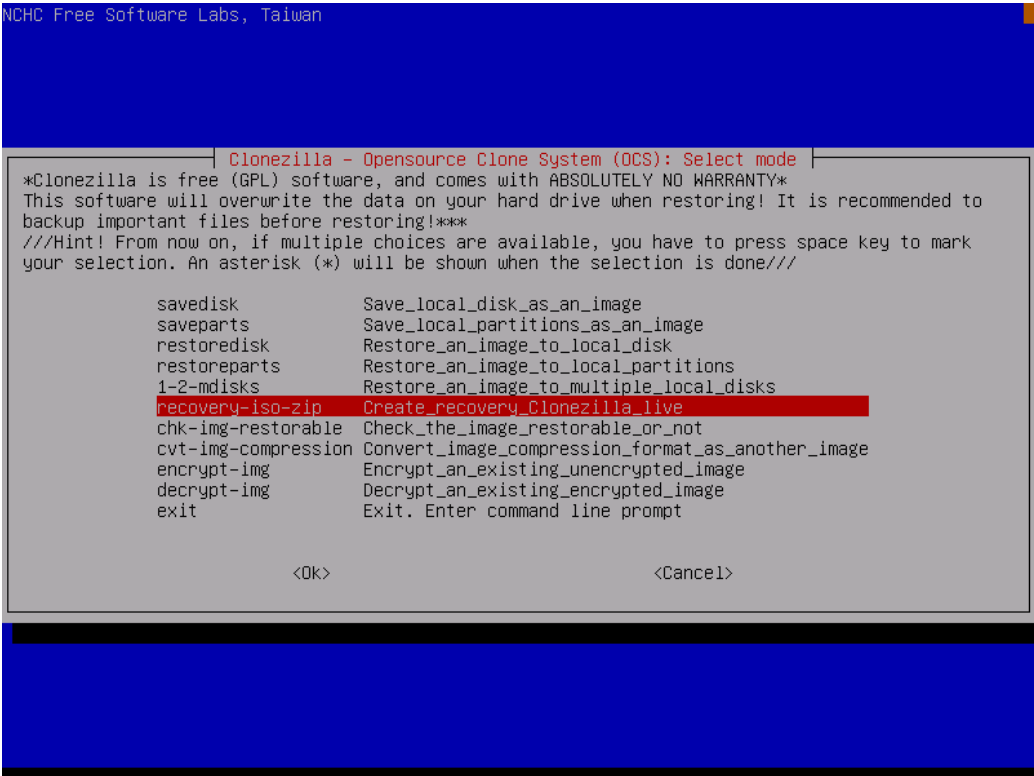 NCHC Free Software Labs, Taiwan
Clonezilla - Opensource Clone System (OCS): Select mode
*Clonezilla is free (GPL) software, and comes with ABSOLUTELY NO WARRANTY*
This software will overwrite the data on your hard drive when restoring! It is recommended to
backup important files before restoring!***
///Hint! From now on, if multiple choices are available, you have to press space key to mark
your selection. An asterisk (*) will be shown when the selection is done///
savedisk Save_local_disk_as_an_image
saveparts Save_local_partitions_as_an_image
restoredisk Restore_an_image_to_local_disk
restoreparts Restore_an_image_to_local_partitions
1-2-mdisks Restore_an_image_to_multiple_local_disks
recovery-iso-zip Create_recovery_Clonezilla_live
chk-img-restorable Check_the_image_restorable_or_not
cvt-img-compression Convert_image_compression_format_as_another_image
encrypt-img Encrypt_an_existing_unencrypted_image
decrypt-img Decrypt_an_existing_encrypted_image
exit Exit. Enter command line prompt
<Ok> <Cancel>